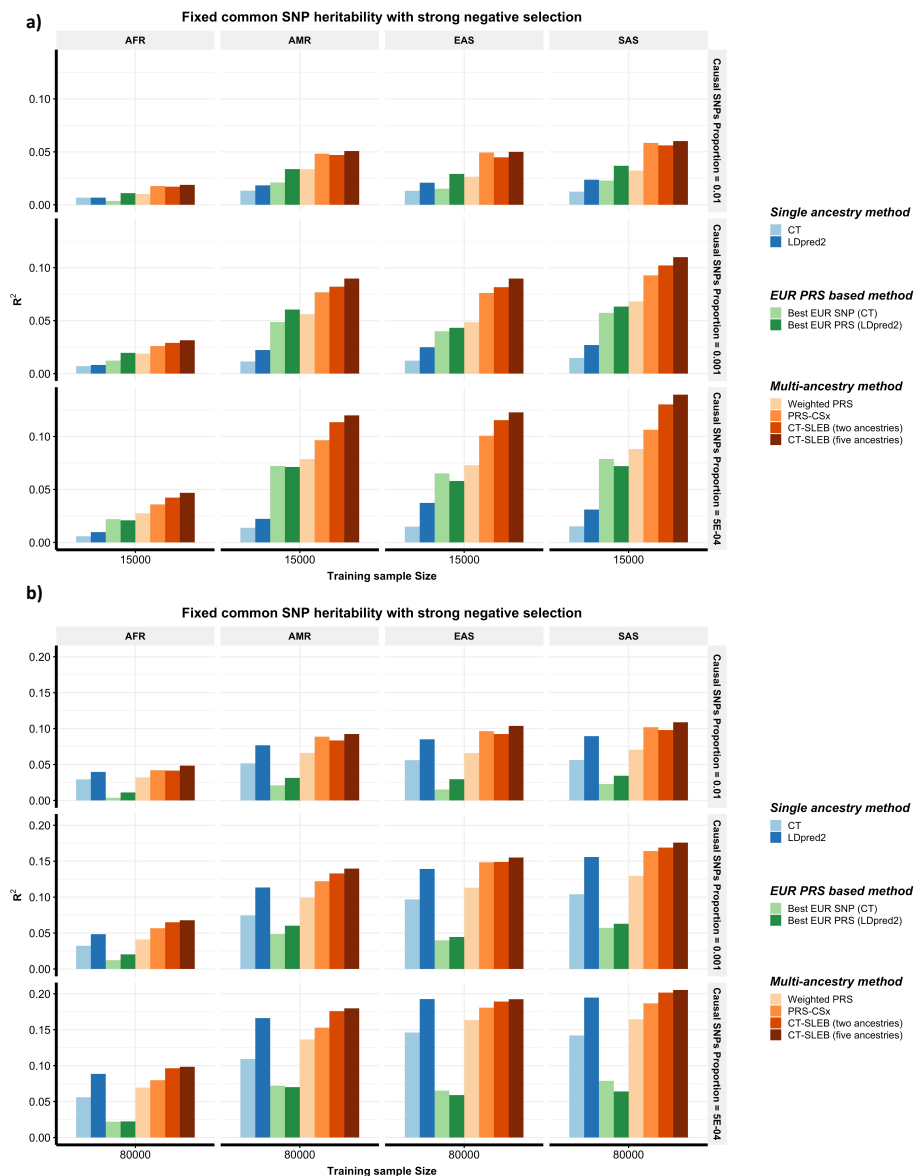 a)
Fixed common SNP heritability with strong negative selection
AFR AMR EAS SAS
0.10
0.05
0.00
Causal SNPs Proportion = 0.01
0.10
0.05
0.00
Causal SNPs Proportion = 0.001
0.10
0.05
0.00
Causal SNPs Proportion = 5E-04
R²
15000 15000 15000 15000
Training sample Size
Single ancestry method
CT
LDpred2
EUR PRS based method
Best EUR SNP (CT)
Best EUR PRS (LDpred2)
Multi-ancestry method
Weighted PRS
PRS-CSx
CT-SLEB (two ancestries)
CT-SLEB (five ancestries)
b)
Fixed common SNP heritability with strong negative selection
AFR AMR EAS SAS
0.20
0.15
0.10
0.05
0.00
Causal SNPs Proportion = 0.01
0.20
0.15
0.10
0.05
0.00
Causal SNPs Proportion = 0.001
0.20
0.15
0.10
0.05
0.00
Causal SNPs Proportion = 5E-04
R²
80000 80000 80000 80000
Training sample Size
Single ancestry method
CT
LDpred2
EUR PRS based method
Best EUR SNP (CT)
Best EUR PRS (LDpred2)
Multi-ancestry method
Weighted PRS
PRS-CSx
CT-SLEB (two ancestries)
CT-SLEB (five ancestries)